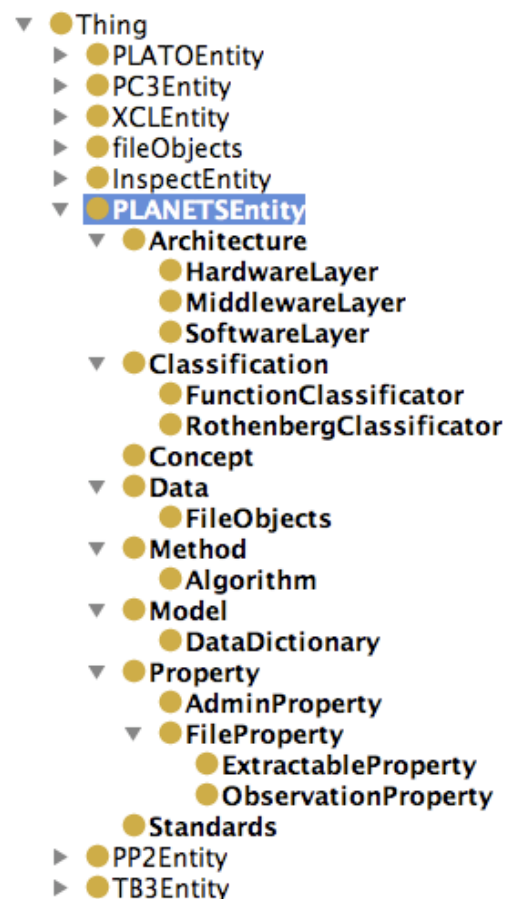 Thing
PLATOEntity
PC3Entity
XCLEntity
fileObjects
InspectEntity
PLANETSEntity
Architecture
HardwareLayer
MiddlewareLayer
SoftwareLayer
Classification
FunctionClassificator
RothenbergClassificator
Concept
Data
FileObjects
Method
Algorithm
Model
DataDictionary
Property
AdminProperty
FileProperty
ExtractableProperty
ObservationProperty
Standards
PP2Entity
TB3Entity